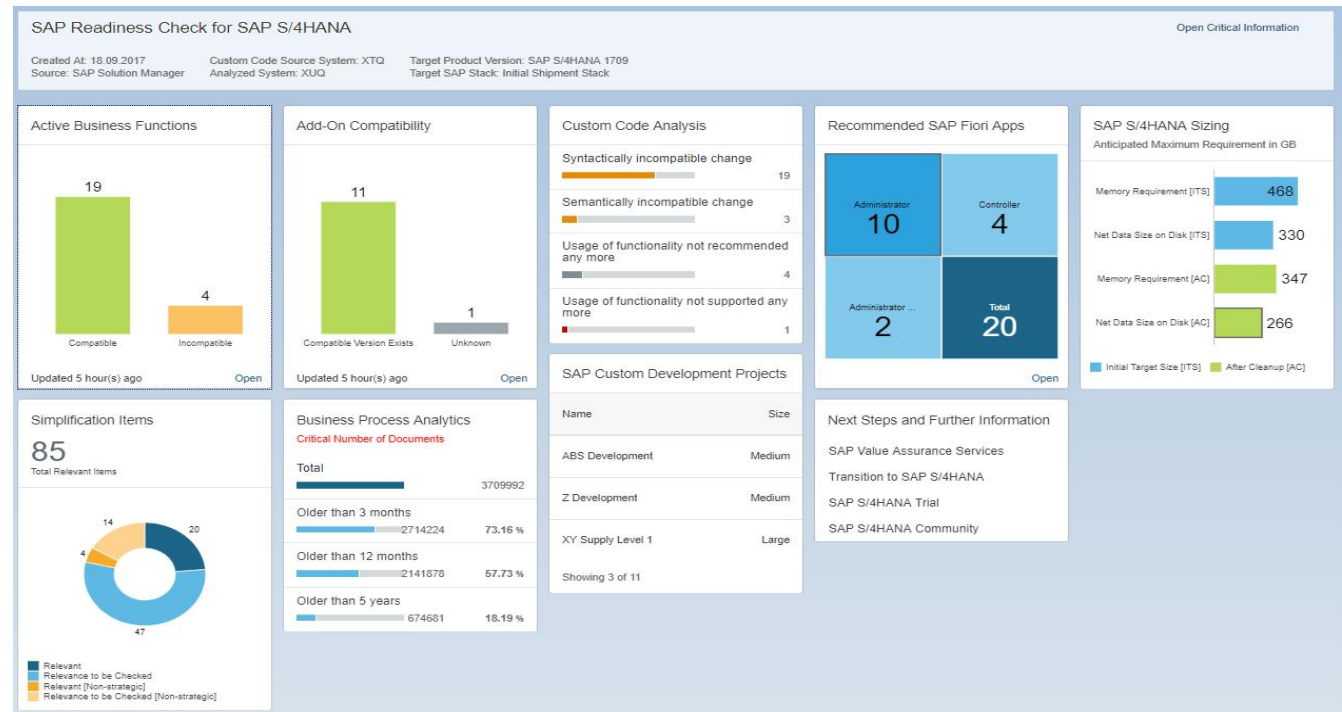 SAP Readiness Check for SAP S/4HANA
Open Critical Information
Created At: 18.09.2017
Custom Code Source System: XTQ
Target Product Version: SAP S/4HANA 1709
Source: SAP Solution Manager
Analyzed System: XUQ
Target SAP Stack: Initial Shipment Stack
Active Business Functions
19
4
Compatible
Incompatible
Updated 5 hour(s) ago
Open
Add-On Compatibility
11
1
Compatible Version Exists
Unknown
Updated 5 hour(s) ago
Open
Custom Code Analysis
Syntactically incompatible change
19
Semantically incompatible change
3
Usage of functionality not recommended
any more
4
Usage of functionality not supported any
more
1
Recommended SAP Fiori Apps
Administrator
10
Controller
4
Administrator ...
2
Total
20
Open
SAP S/4HANA Sizing
Anticipated Maximum Requirement in GB
Memory Requirement [ITS]
468
Net Data Size on Disk [ITS]
330
Memory Requirement [AC]
347
Net Data Size on Disk [AC]
266
Initial Target Size [ITS]
After Cleanup [AC]
Simplification Items
85
Total Relevant Items
14
20
4
47
Relevant
Relevance to be Checked
Relevant [Non-strategic]
Relevance to be Checked [Non-strategic]
Business Process Analytics
Critical Number of Documents
Total
3709992
Older than 3 months
2714224 73.16 %
Older than 12 months
2141878 57.73 %
Older than 5 years
674681 18.19 %
SAP Custom Development Projects
Name Size
ABS Development Medium
Z Development Medium
XY Supply Level 1 Large
Showing 3 of 11
Next Steps and Further Information
SAP Value Assurance Services
Transition to SAP S/4HANA
SAP S/4HANA Trial
SAP S/4HANA Community